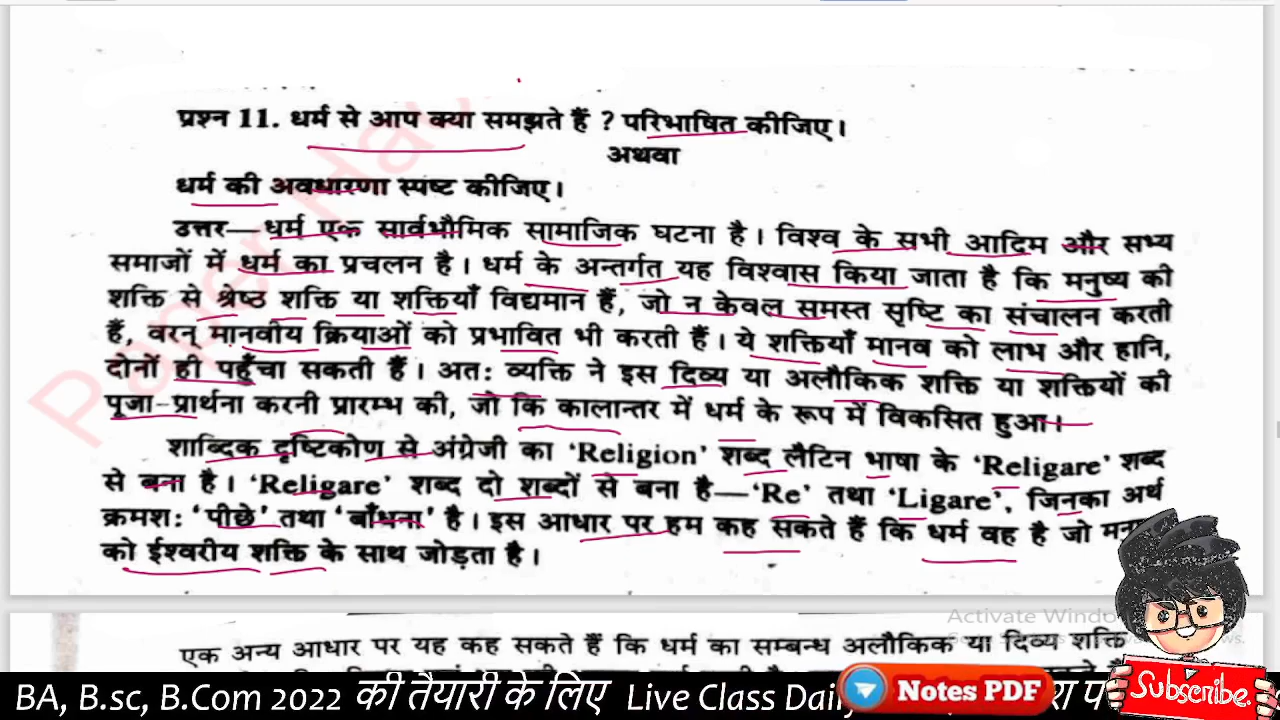 प्रश्न 11. धर्म से आप क्या समझते हैं ? परिभाषित कीजिए।
अथवा
धर्म की अवधारणा स्पष्ट कीजिए।
उत्तर—धर्म एक सार्वभौमिक सामाजिक घटना है। विश्व के सभी आदिम और सभ्य
समाजों में धर्म का प्रचलन है। धर्म के अन्तर्गत यह विश्वास किया जाता है कि मनुष्य की
शक्ति से श्रेष्ठ शक्ति या शक्तियाँ विद्यमान हैं, जो न केवल समस्त सृष्टि का संचालन करती
हैं, वरन् मानवीय क्रियाओं को प्रभावित भी करती हैं। ये शक्तियाँ मानव को लाभ और हानि,
दोनों ही पहुँचा सकती हैं। अतः व्यक्ति ने इस दिव्य या अलौकिक शक्ति या शक्तियों की
पूजा-प्रार्थना करनी प्रारम्भ की, जो कि कालान्तर में धर्म के रूप में विकसित हुआ।
शाब्दिक दृष्टिकोण से अंग्रेजी का 'Religion' शब्द लैटिन भाषा के 'Religare' शब्द
से बना है। 'Religare' शब्द दो शब्दों से बना है—'Re' तथा 'Ligare', जिनका अर्थ
क्रमशः 'पीछे' तथा 'बाँधना' है। इस आधार पर हम कह सकते हैं कि धर्म वह है जो
को ईश्वरीय शक्ति के साथ जोड़ता है।
एक अन्य आधार पर यह कह सकते हैं कि धर्म का सम्बन्ध अलौकिक या दिव्य शक्ति
Activate Windo
BA, B.sc, B.Com 2022 की तैयारी के लिए Live Class Daily
Notes PDF
Subscribe.